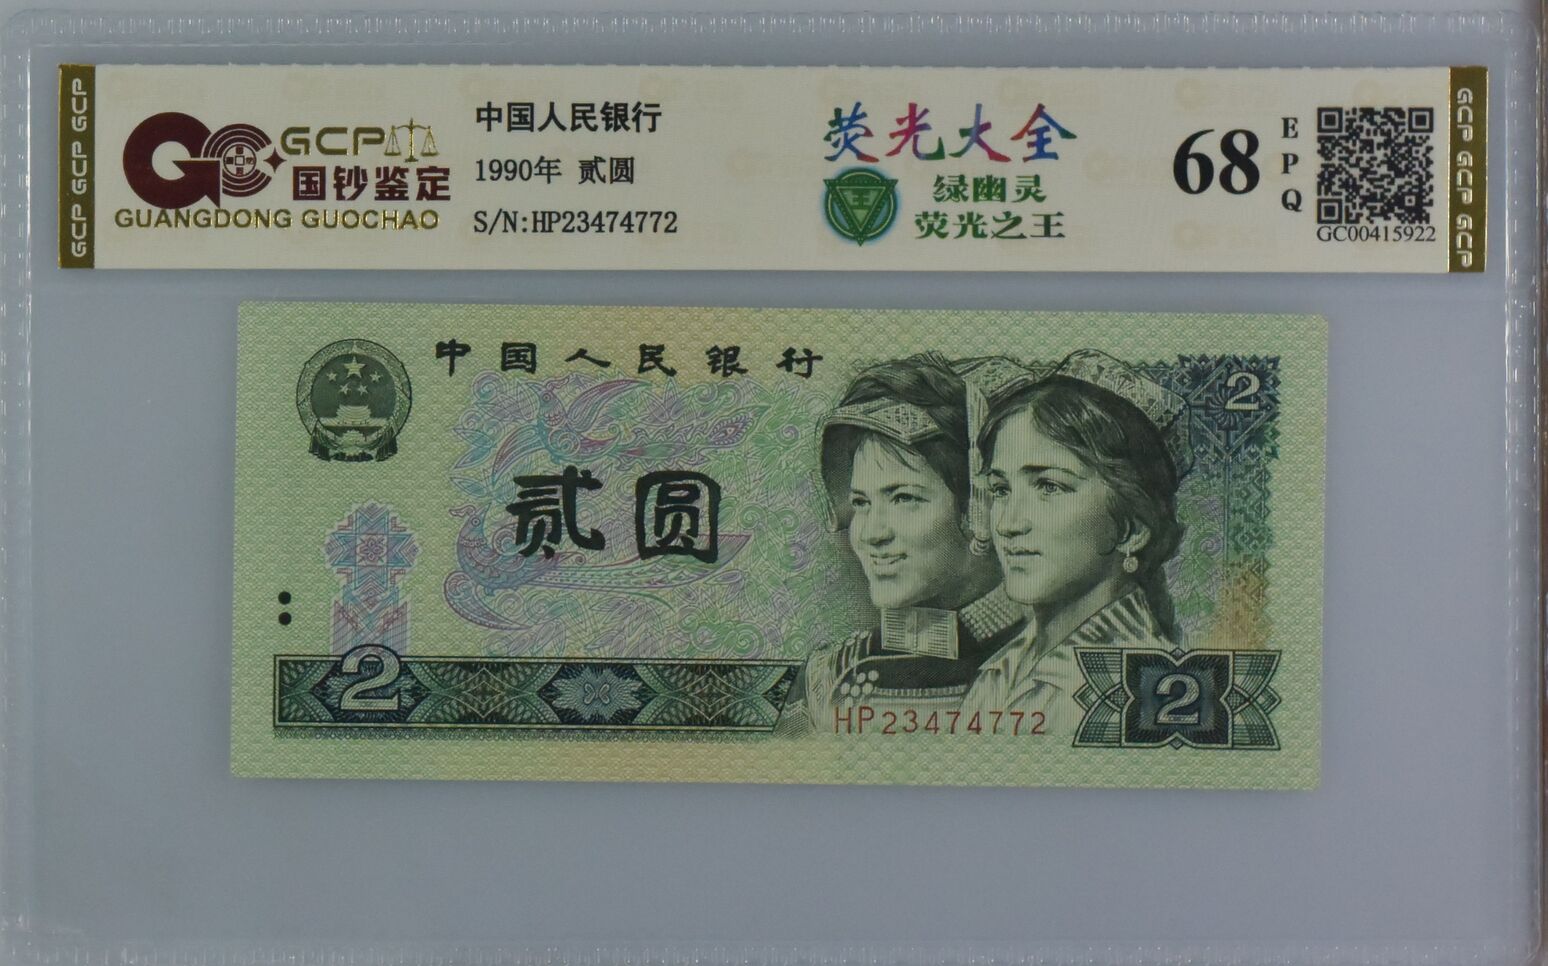 GCP GCP GCP
GCP
国钞鉴定
GUANGDONG GUOCHAO
中国人民银行
1990年 贰圆
S/N:HP23474772
荧光大全
王
绿幽灵
荧光之王
68
EPQ
GC00415922
GCP GCP GCP
中国人民银行
2
贰圆
2
HP23474772
2